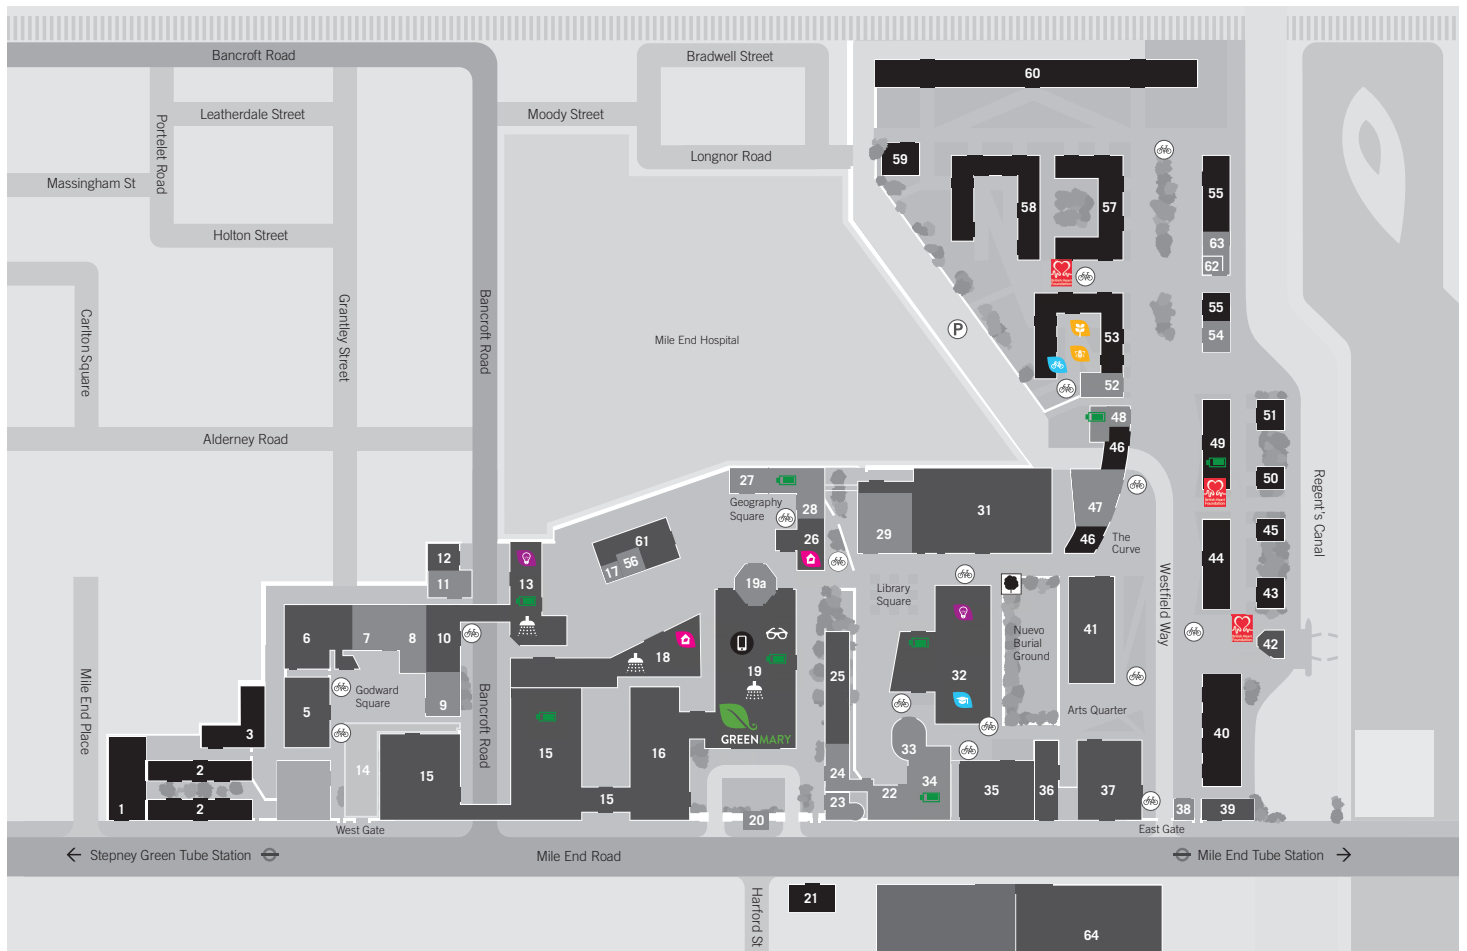 Bancroft Road
Bradwell Street
60
Leatherdale Street
Moody Street
Portelet Road
Longnor Road
59
Massingham St
55
58
57
Holton Street
63
62
Carlton Square
Grantley Street
Bancroft Road
55
P
Mile End Hospital
53
54
52
51
48
Alderney Road
49
46
27
50
Geography
Square
28
47
31
Regent's Canal
45
29
26
46
The
Curve
44
61
12
56
17
11
13
19a
Library
Square
43
Westfield Way
6
7
8
10
41
Nuevo
Burial
Ground
42
18
19
25
32
Godward
Square
9
5
Arts Quarter
Mile End Place
Bancroft Road
3
GREENMARY
40
33
15
16
2
14
15
24
34
35
36
37
22
15
1
2
23
38
39
20
West Gate
East Gate
Stepney Green Tube Station
Mile End Road
Mile End Tube Station
21
Harford St
64